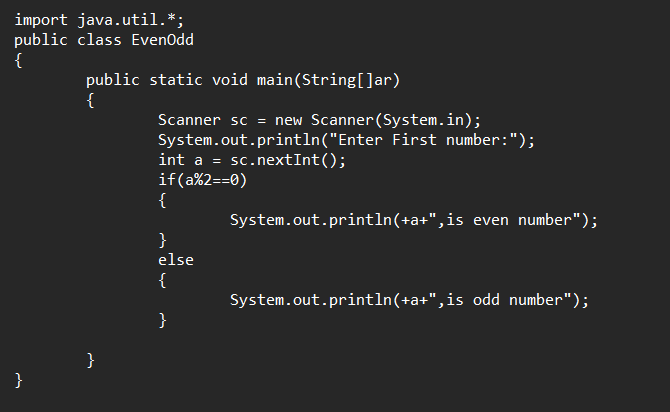 import java.util.*;
public class EvenOdd
{
public static void main(String[]ar)
{
Scanner sc = new Scanner(System.in);
System.out.println("Enter First number:");
int a = sc.nextInt();
if(a%2==0)
{
System.out.println(+a+",is even number");
}
else
{
System.out.println(+a+",is odd number");
}
}
}